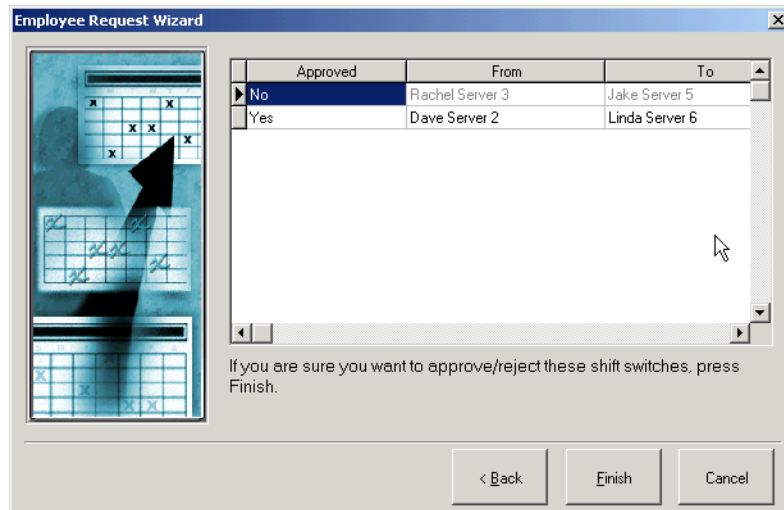 Employee Request Wizard
Approved From To
No Rachel Server 3 Jake Server 5
Yes Dave Server 2 Linda Server 6
If you are sure you want to approve/reject these shift switches, press
Finish.
< Back Finish Cancel